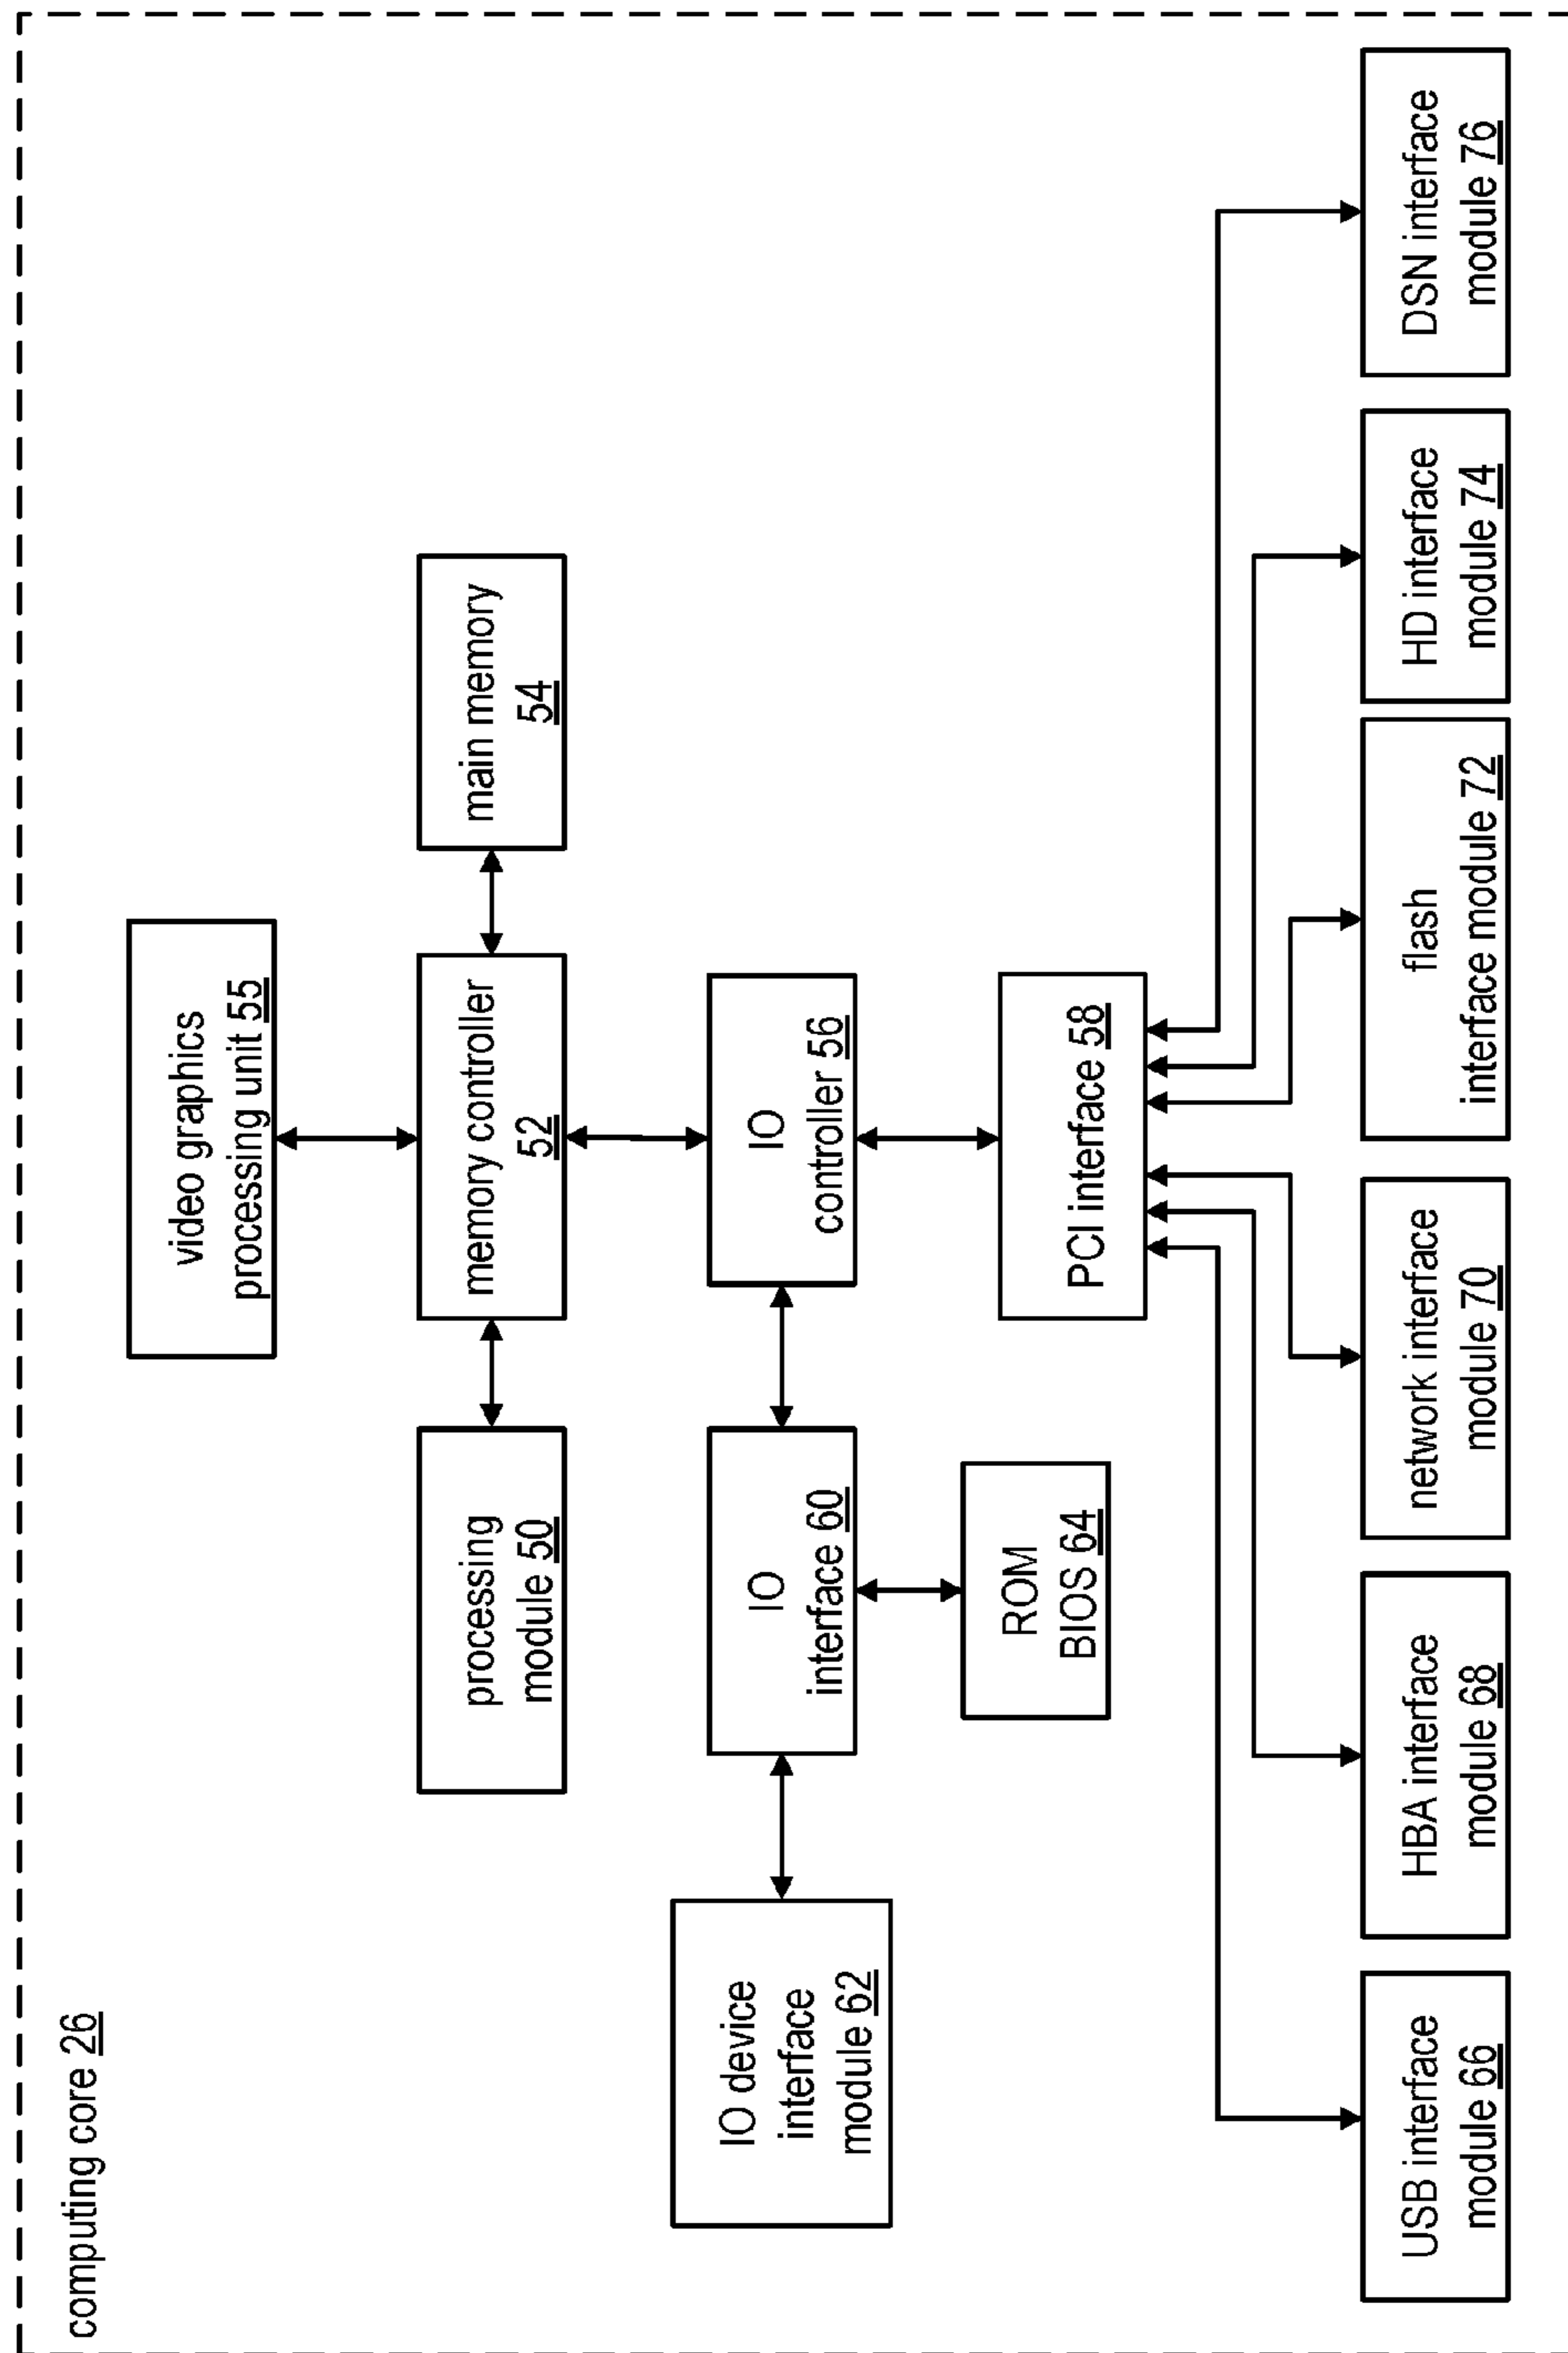 computing core 26
video graphics
processing unit 55
processing
module 50
memory controller
52
main memory
54
IO device
interface
module 62
IO
interface 60
IO
controller 56
ROM
BIOS 64
PCI interface 58
USB interface
module 66
HBA interface
module 68
network interface
module 70
flash
interface module 72
HD interface
module 74
DSN interface
module 76